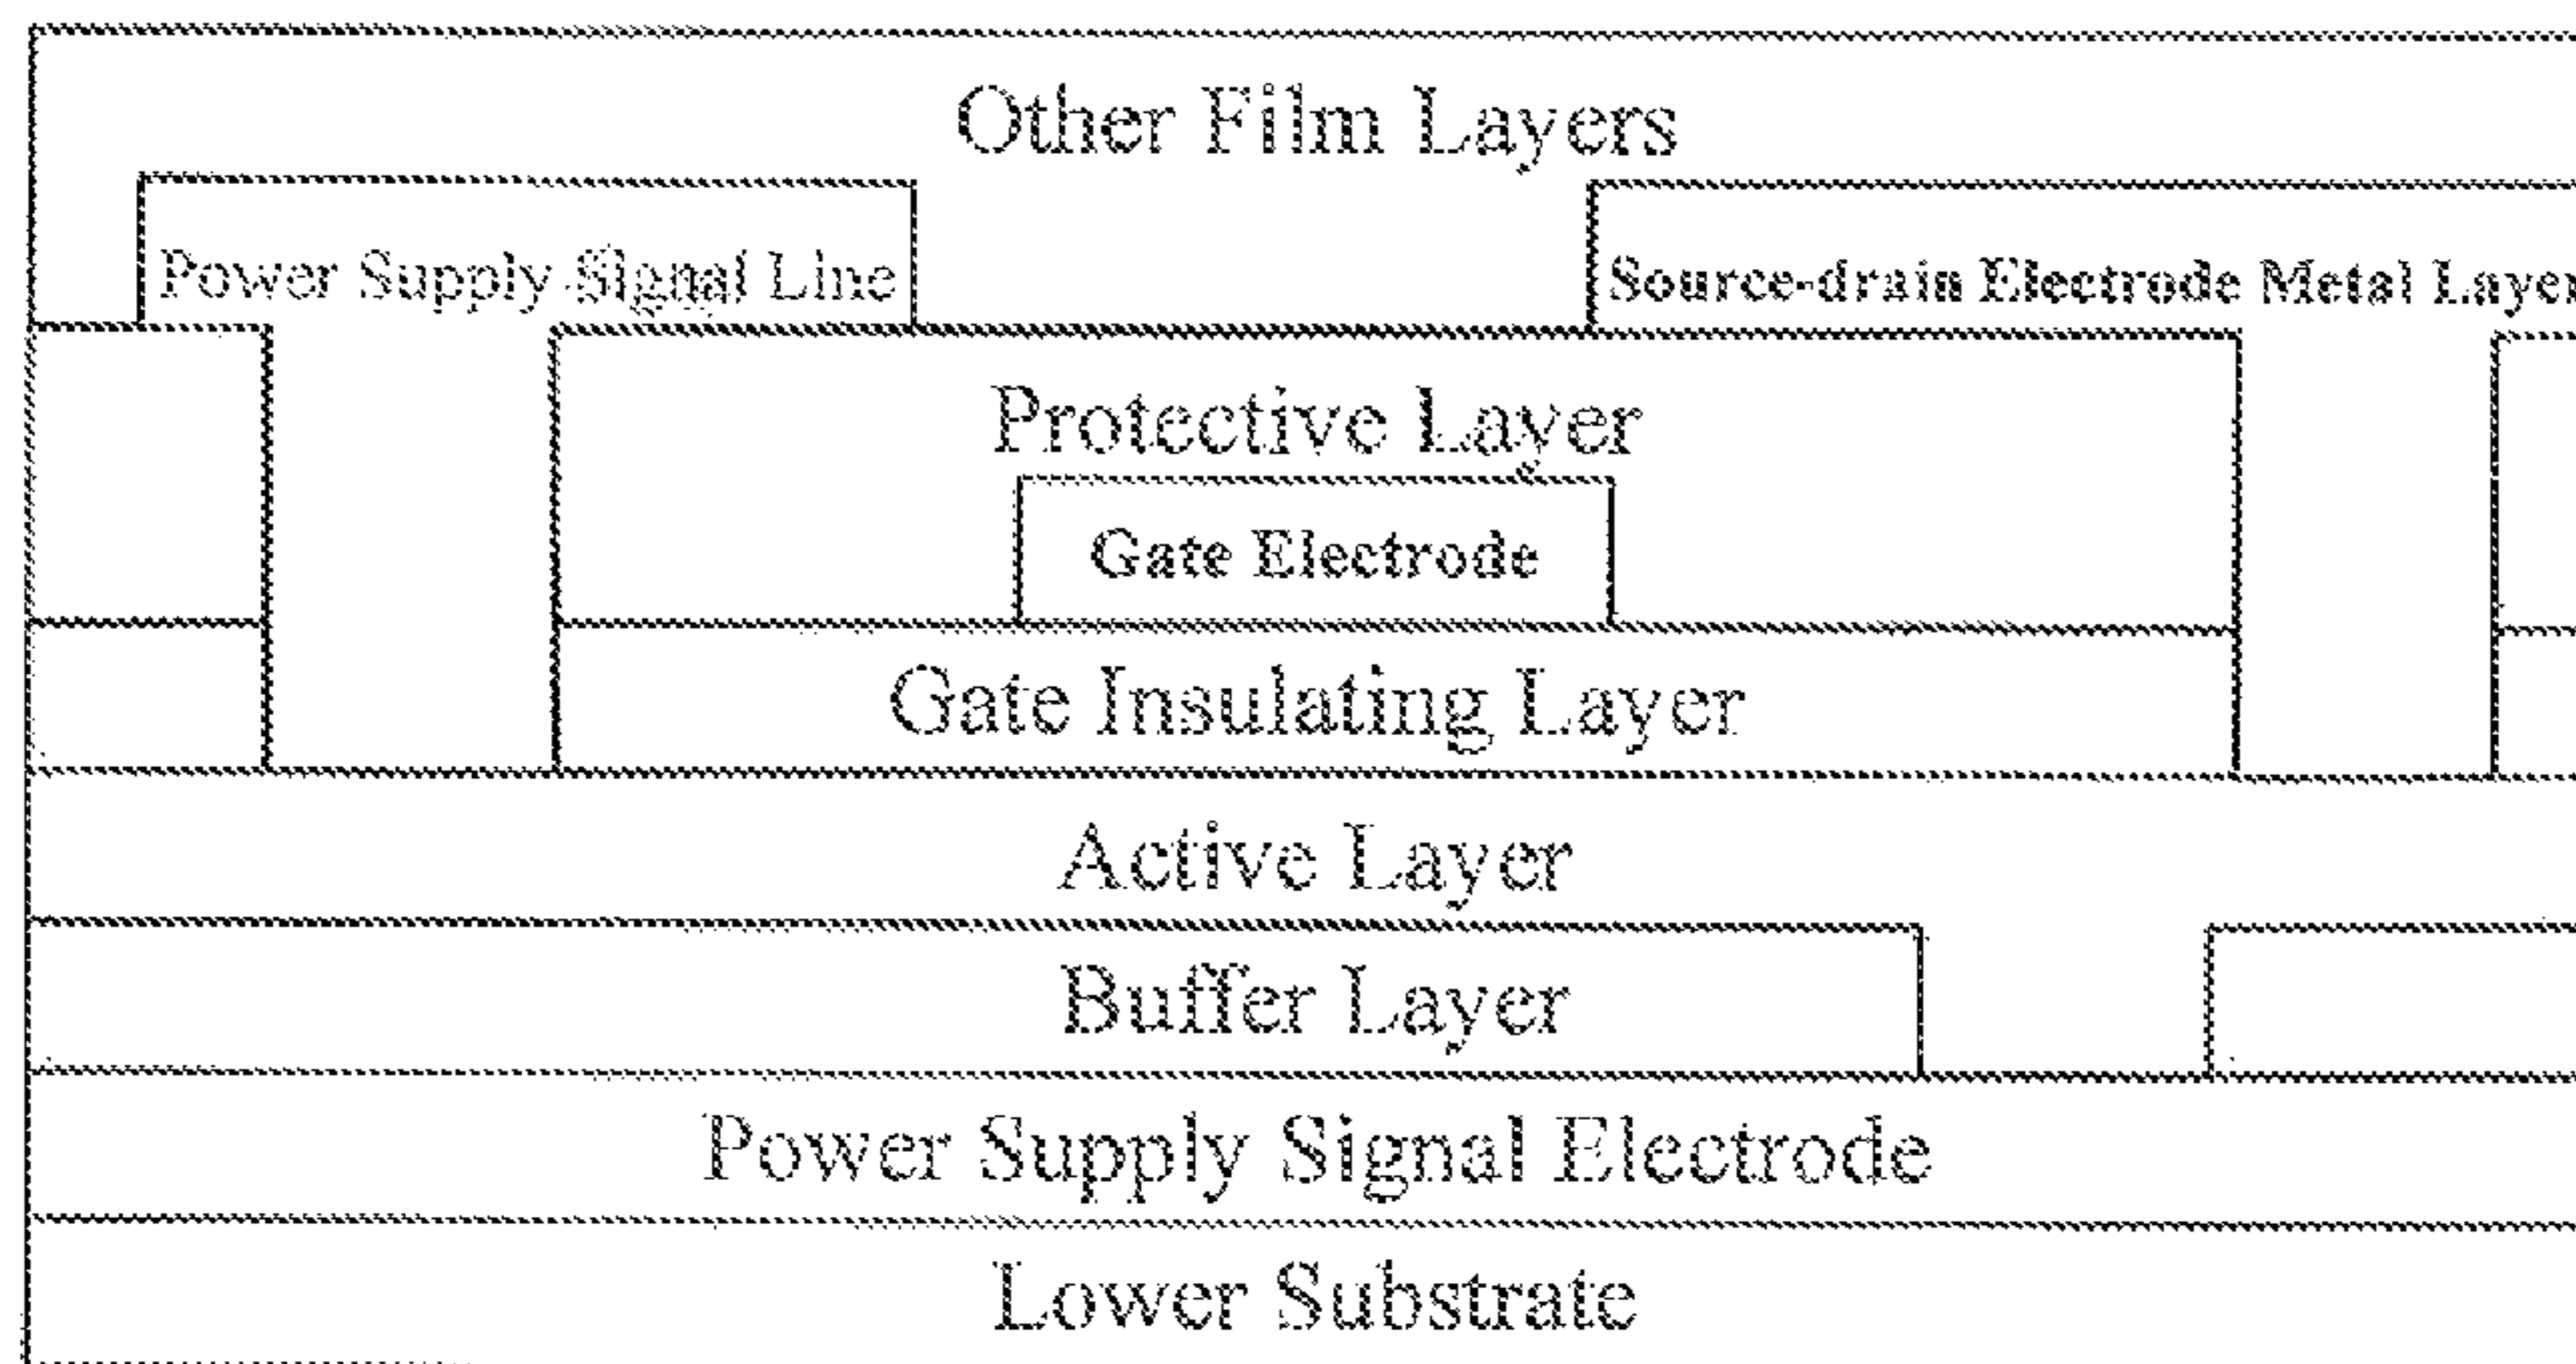 Other Film Layers
Power Supply Signal Line
Source-drain Electrode Metal Layer
Protective Layer
Gate Electrode
Gate Insulating Layer
Active Layer
Buffer Layer
Power Supply Signal Electrode
Lower Substrate